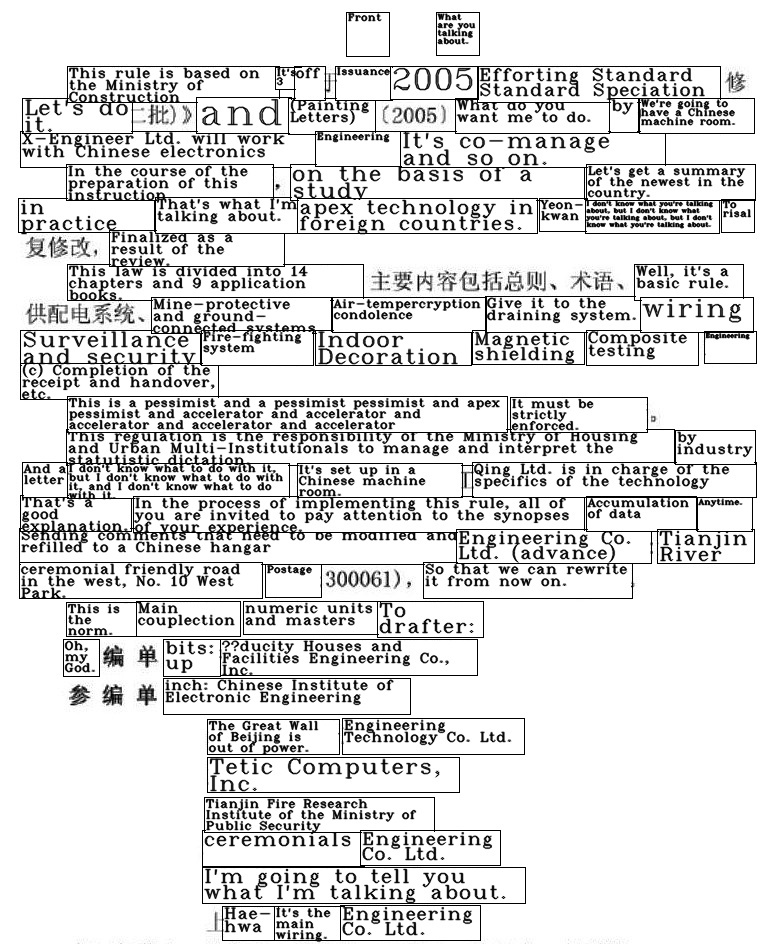 Front What are you talking about.
This rule is based on the Ministry of Construction It's 3 off Issuance 2005 Efforting Standard Standard Speciation 修
Let's do it. 二批)》 and (Painting Letters) (2005) What do you want me to do. by We're going to have a Chinese machine room.
X-Engineer Ltd. will work with Chinese electronics Engineering It's co-manage and so on.
In the course of the preparation of this instruction , on the basis of a study Let's get a summary of the newest in the country.
in practice That's what I'm talking about. apex technology in foreign countries. Yeon-kwan I don't know what you're talking about, but I don't know what you're talking about, but I don't know what you're talking about. To risal
复修改, Finalized as a result of the review.
This law is divided into 14 chapters and 9 application books. 主要内容包括总则、术语、 Well, it's a basic rule.
供配电系统、 Mine-protective and ground-connected systems Air-tempercryption condolence Give it to the draining system. wiring
Surveillance and security Fire-fighting system Indoor Decoration Magnetic shielding Composite testing Engineering
(c) Completion of the receipt and handover, etc.
This is a pessimist and a pessimist pessimist and apex pessimist and accelerator and accelerator and accelerator and accelerator and accelerator It must be strictly enforced.
This regulation is the responsibility of the Ministry of Housing and Urban Multi-Institutionals to manage and interpret the statutistic dictation. by industry
And a letter I don't know what to do with it, but I don't know what to do with it, and I don't know what to do with it. It's set up in a Chinese machine room. Qing Ltd. is in charge of the specifics of the technology
That's a good explanation. In the process of implementing this rule, all of you are invited to pay attention to the synopses of your experience. Accumulation of data Anytime.
Sending comments that need to be modified and refilled to a Chinese hangar Engineering Co. Ltd. (advance) Tianjin River
ceremonial friendly road in the west, No. 10 West Park. Postage 300061), So that we can rewrite it from now on.
This is the norm. Main couplection numeric units and masters To drafter:
Oh, my God. 编 单 bits: up ??ducity Houses and Facilities Engineering Co., Inc.
参 编 单 inch: Chinese Institute of Electronic Engineering
The Great Wall of Beijing is out of power. Engineering Technology Co. Ltd.
Tetic Computers, Inc.
Tianjin Fire Research Institute of the Ministry of Public Security
ceremonials Engineering Co. Ltd.
I'm going to tell you what I'm talking about.
上 Hae-hwa It's the main wiring. Engineering Co. Ltd.